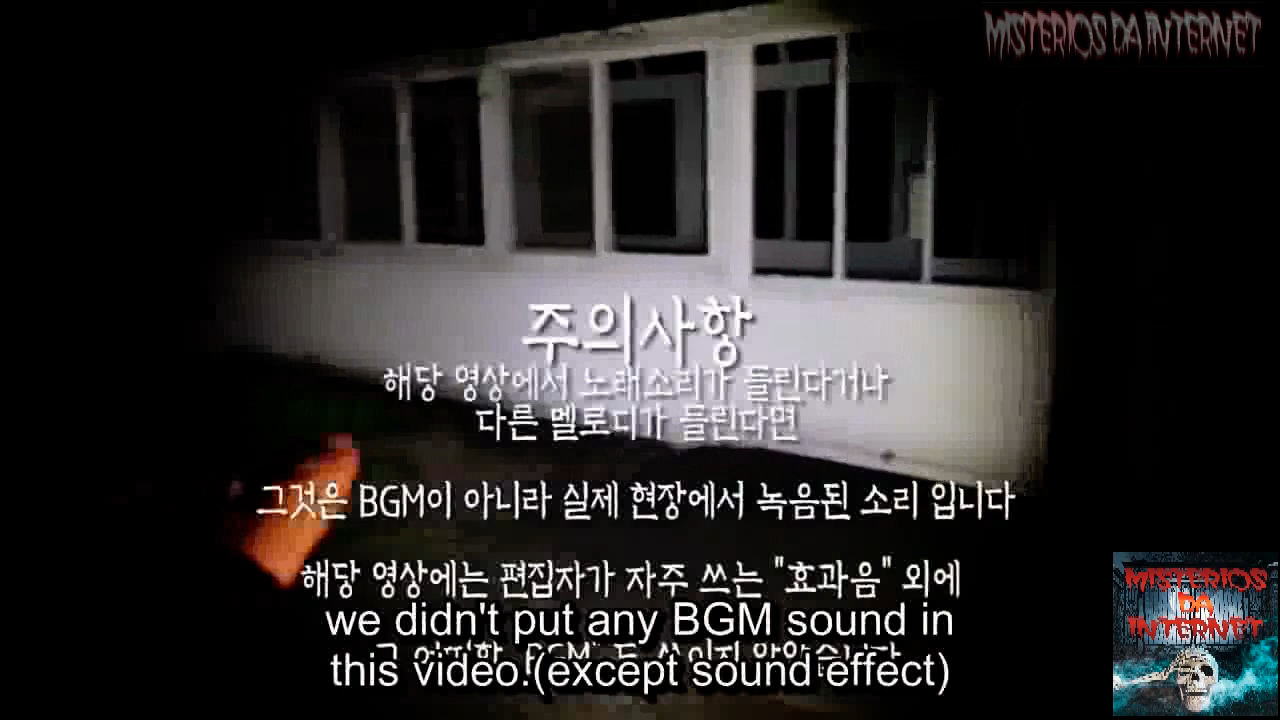 MISTERIOS DA INTERNET
주의사항
해당 영상에서 노래소리가 들린다거나
다른 멜로디가 들린다면
그것은 BGM이 아니라 실제 현장에서 녹음된 소리 입니다
해당 영상에는 편집자가 자주 쓰는 "효과음" 외에
we didn't put any BGM sound in
this video.(except sound effect)
MISTERIOS
DA
INTERNET